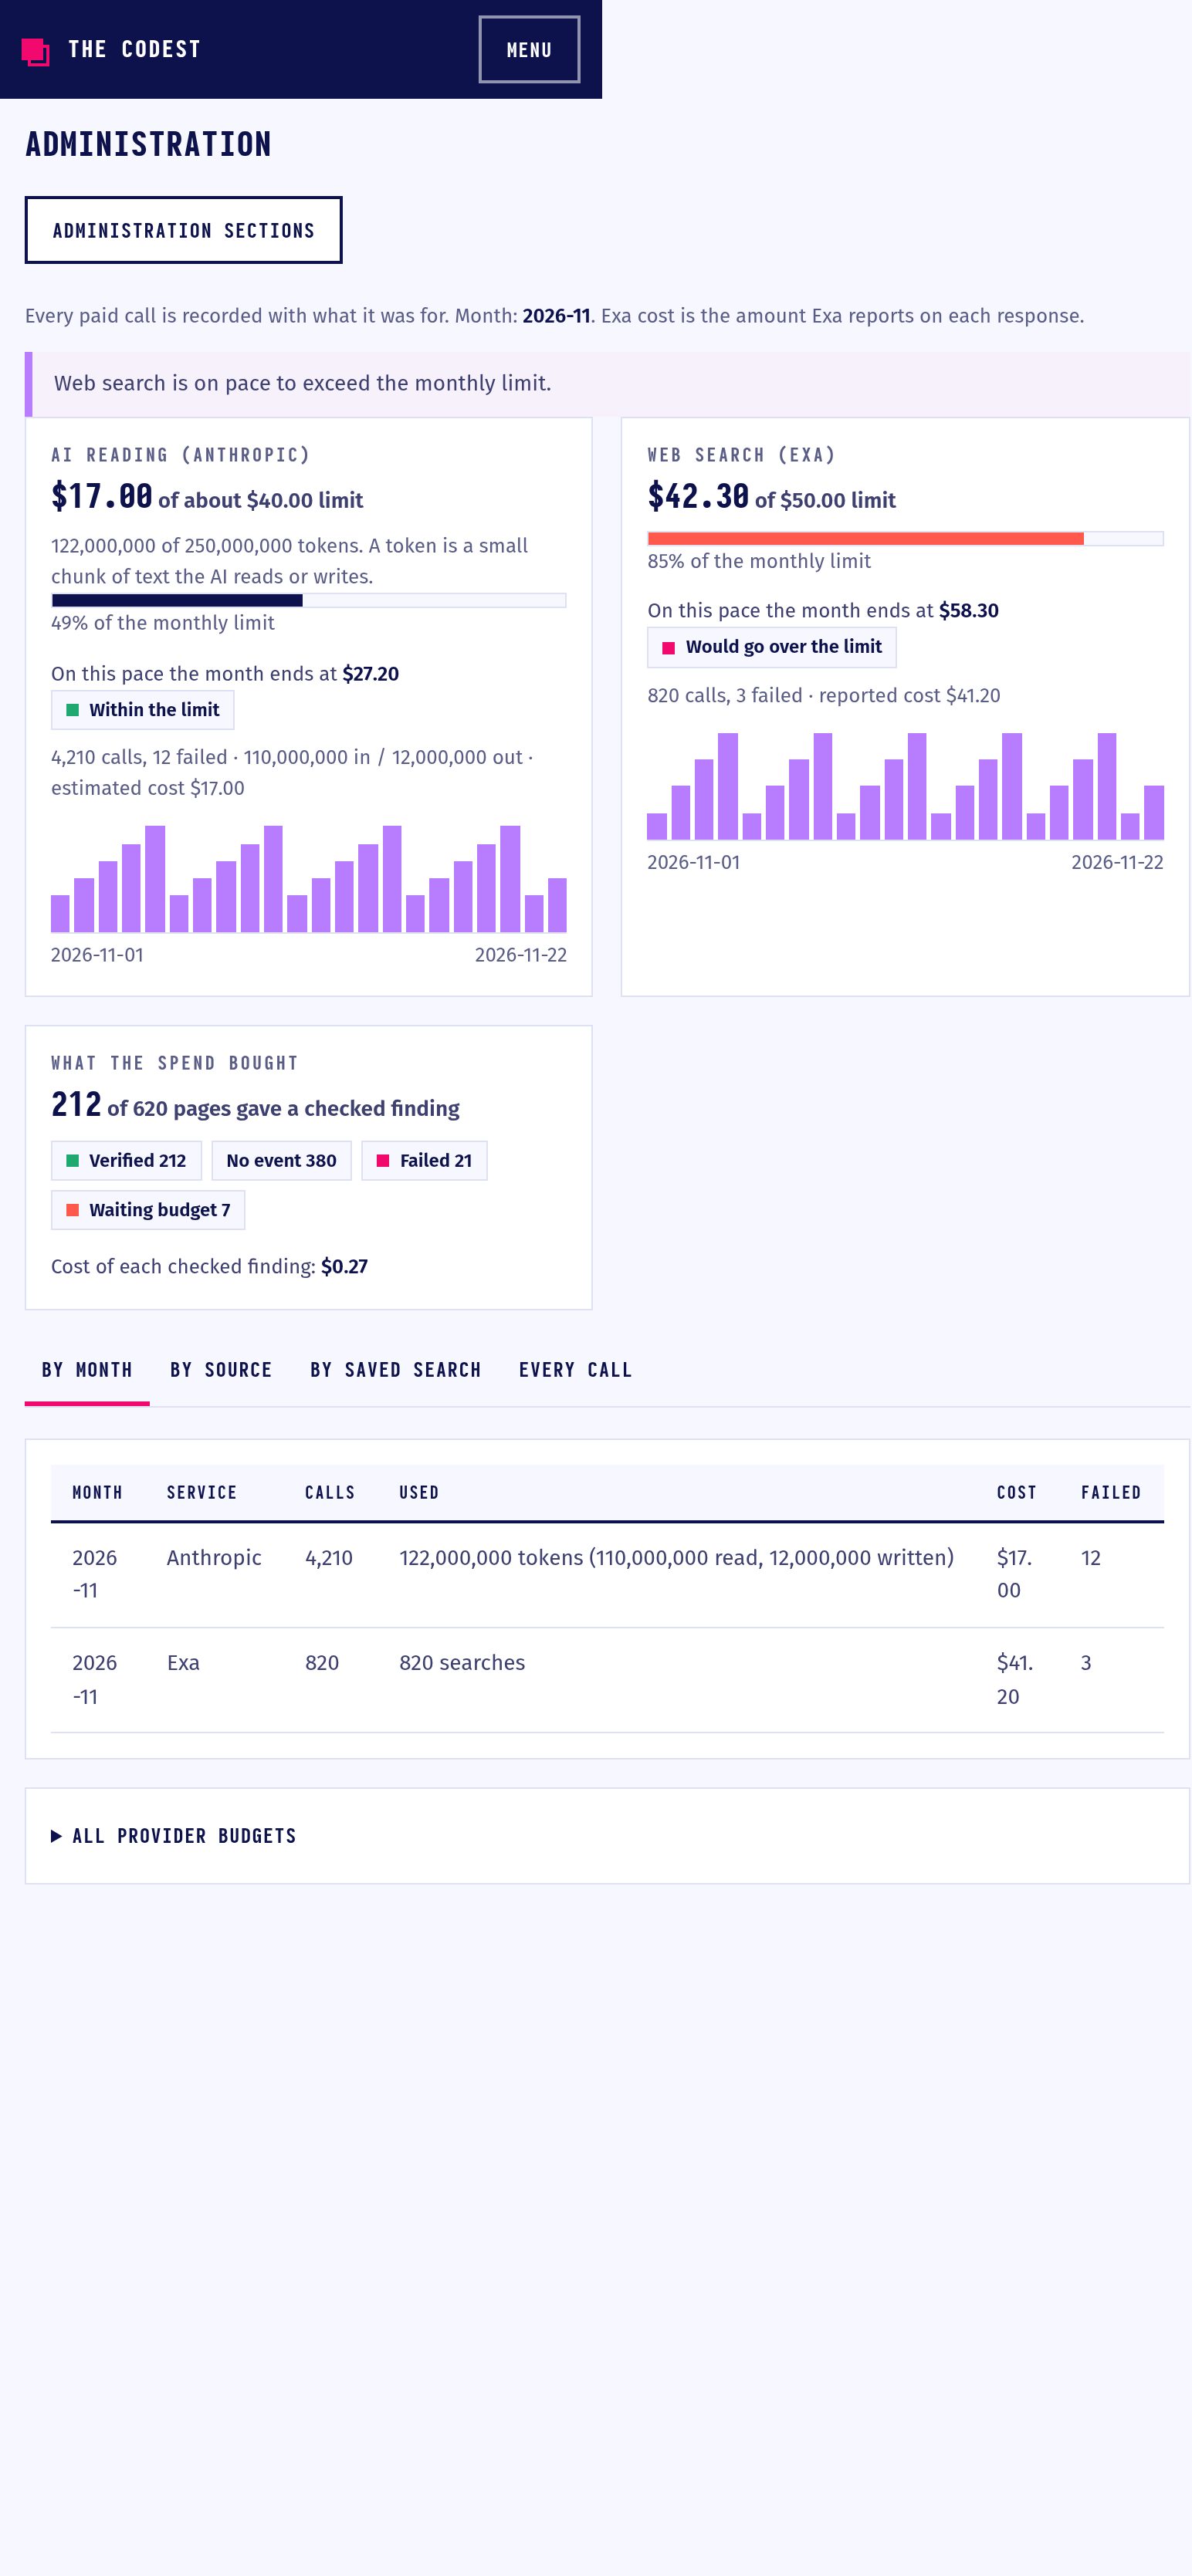 THE CODEST
MENU
ADMINISTRATION
ADMINISTRATION SECTIONS
Every paid call is recorded with what it was for. Month: 2026-11. Exa cost is the amount Exa reports on each response.
Web search is on pace to exceed the monthly limit.
AI READING (ANTHROPIC)
$17.00 of about $40.00 limit
122,000,000 of 250,000,000 tokens. A token is a small
chunk of text the AI reads or writes.
49% of the monthly limit
On this pace the month ends at $27.20
Within the limit
4,210 calls, 12 failed · 110,000,000 in / 12,000,000 out ·
estimated cost $17.00
2026-11-01 2026-11-22
WEB SEARCH (EXA)
$42.30 of $50.00 limit
85% of the monthly limit
On this pace the month ends at $58.30
Would go over the limit
820 calls, 3 failed · reported cost $41.20
2026-11-01 2026-11-22
WHAT THE SPEND BOUGHT
212 of 620 pages gave a checked finding
Verified 212 No event 380 Failed 21
Waiting budget 7
Cost of each checked finding: $0.27
BY MONTH BY SOURCE BY SAVED SEARCH EVERY CALL
MONTH SERVICE CALLS USED COST FAILED
2026 Anthropic 4,210 122,000,000 tokens (110,000,000 read, 12,000,000 written) $17. 12
-11 00
2026 Exa 820 820 searches $41. 3
-11 20
ALL PROVIDER BUDGETS